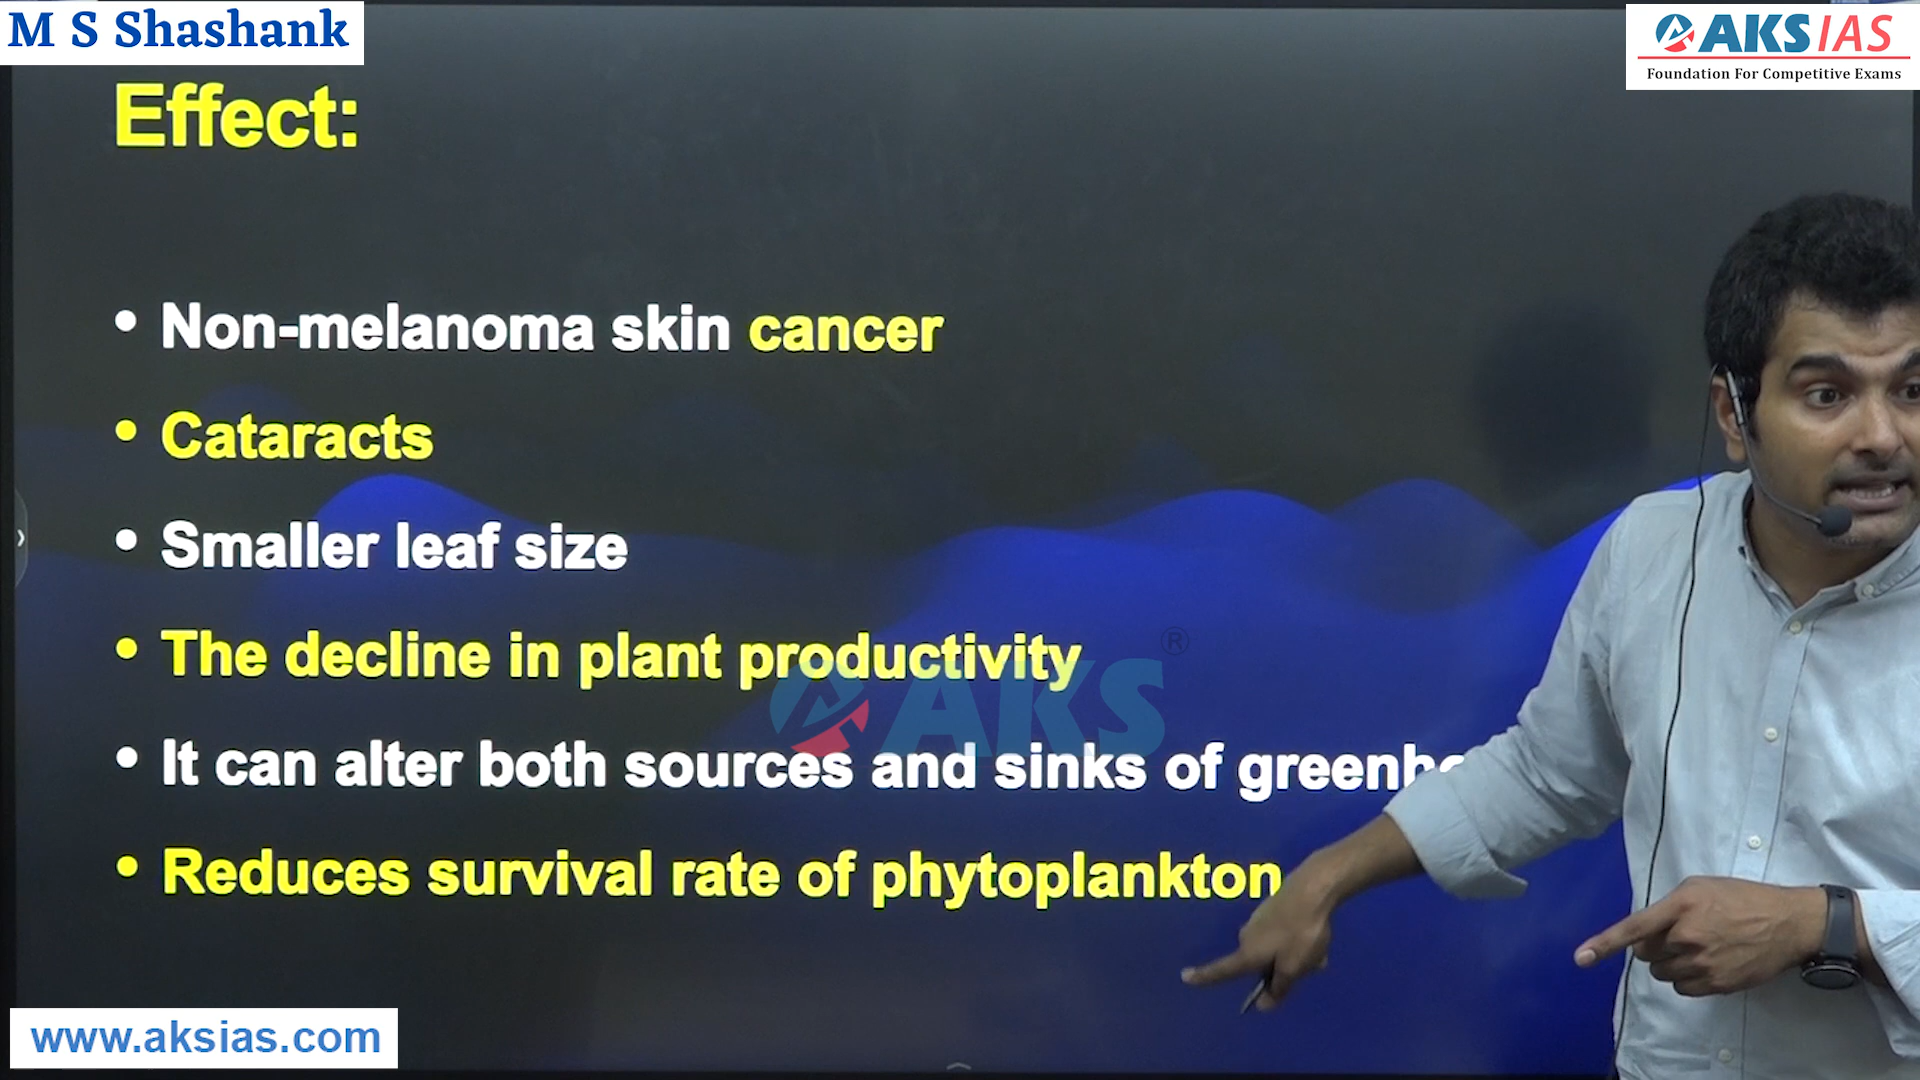 M S Shashank
AKS IAS
Foundation For Competitive Exams
Effect:
• Non-melanoma skin cancer
• Cataracts
• Smaller leaf size
• The decline in plant productivity
AKS ®
• It can alter both sources and sinks of
• Reduces survival rate of phytoplankton
www.aksias.com